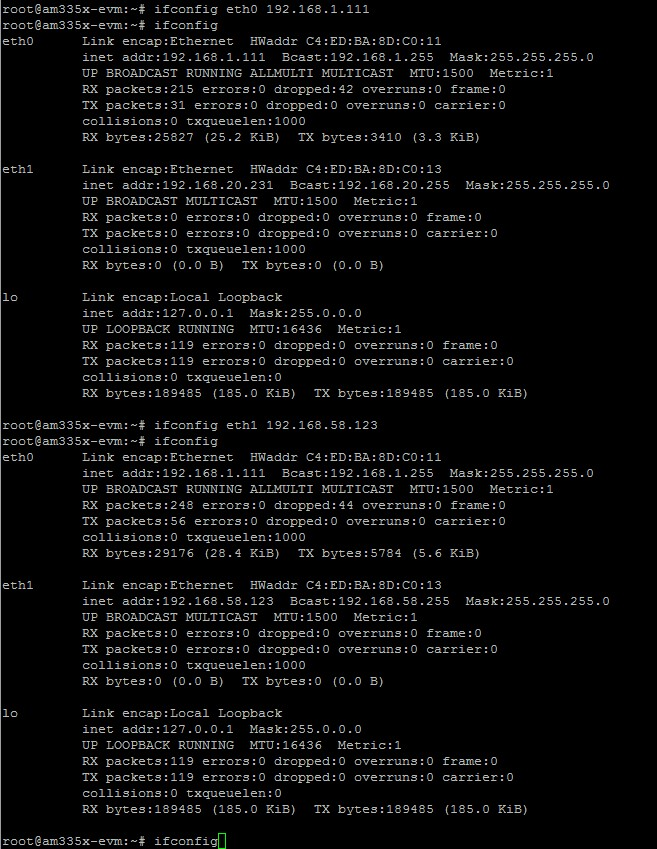 root@am335x-evm:~# ifconfig eth0 192.168.1.111
root@am335x-evm:~# ifconfig
eth0      Link encap:Ethernet  HWaddr C4:ED:BA:8D:C0:11
          inet addr:192.168.1.111  Bcast:192.168.1.255  Mask:255.255.255.0
          UP BROADCAST RUNNING ALLMULTI MULTICAST  MTU:1500  Metric:1
          RX packets:215 errors:0 dropped:42 overruns:0 frame:0
          TX packets:31 errors:0 dropped:0 overruns:0 carrier:0
          collisions:0 txqueuelen:1000
          RX bytes:25827 (25.2 KiB)  TX bytes:3410 (3.3 KiB)

eth1      Link encap:Ethernet  HWaddr C4:ED:BA:8D:C0:13
          inet addr:192.168.20.231  Bcast:192.168.20.255  Mask:255.255.255.0
          UP BROADCAST MULTICAST  MTU:1500  Metric:1
          RX packets:0 errors:0 dropped:0 overruns:0 frame:0
          TX packets:0 errors:0 dropped:0 overruns:0 carrier:0
          collisions:0 txqueuelen:1000
          RX bytes:0 (0.0 B)  TX bytes:0 (0.0 B)

lo        Link encap:Local Loopback
          inet addr:127.0.0.1  Mask:255.0.0.0
          UP LOOPBACK RUNNING  MTU:16436  Metric:1
          RX packets:119 errors:0 dropped:0 overruns:0 frame:0
          TX packets:119 errors:0 dropped:0 overruns:0 carrier:0
          collisions:0 txqueuelen:0
          RX bytes:189485 (185.0 KiB)  TX bytes:189485 (185.0 KiB)

root@am335x-evm:~# ifconfig eth1 192.168.58.123
root@am335x-evm:~# ifconfig
eth0      Link encap:Ethernet  HWaddr C4:ED:BA:8D:C0:11
          inet addr:192.168.1.111  Bcast:192.168.1.255  Mask:255.255.255.0
          UP BROADCAST RUNNING ALLMULTI MULTICAST  MTU:1500  Metric:1
          RX packets:248 errors:0 dropped:44 overruns:0 frame:0
          TX packets:56 errors:0 dropped:0 overruns:0 carrier:0
          collisions:0 txqueuelen:1000
          RX bytes:29176 (28.4 KiB)  TX bytes:5784 (5.6 KiB)

eth1      Link encap:Ethernet  HWaddr C4:ED:BA:8D:C0:13
          inet addr:192.168.58.123  Bcast:192.168.58.255  Mask:255.255.255.0
          UP BROADCAST MULTICAST  MTU:1500  Metric:1
          RX packets:0 errors:0 dropped:0 overruns:0 frame:0
          TX packets:0 errors:0 dropped:0 overruns:0 carrier:0
          collisions:0 txqueuelen:1000
          RX bytes:0 (0.0 B)  TX bytes:0 (0.0 B)

lo        Link encap:Local Loopback
          inet addr:127.0.0.1  Mask:255.0.0.0
          UP LOOPBACK RUNNING  MTU:16436  Metric:1
          RX packets:119 errors:0 dropped:0 overruns:0 frame:0
          TX packets:119 errors:0 dropped:0 overruns:0 carrier:0
          collisions:0 txqueuelen:0
          RX bytes:189485 (185.0 KiB)  TX bytes:189485 (185.0 KiB)

root@am335x-evm:~# ifconfig